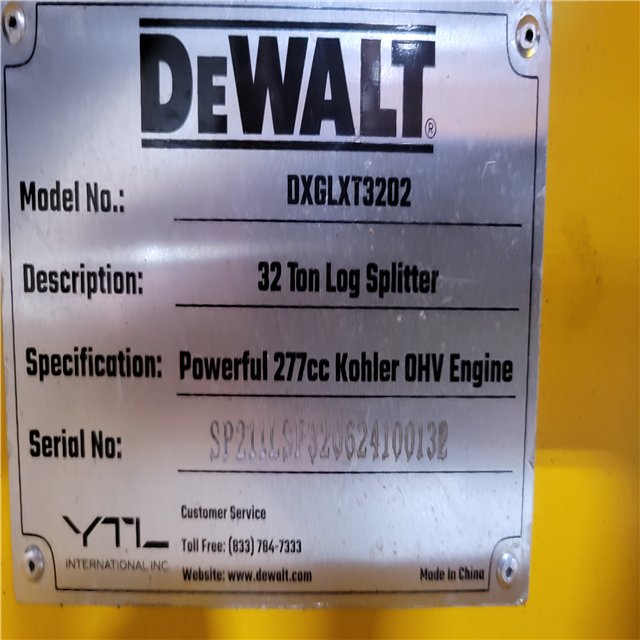 DEWALT®
Model No.: DXGLXT3202
Description: 32 Ton Log Splitter
Specification: Powerful 277cc Kohler OHV Engine
Serial No:
YTL
INTERNATIONAL INC.
Customer Service
Toll Free: (833) 784-7333
Website: www.dewalt.com
Made in China